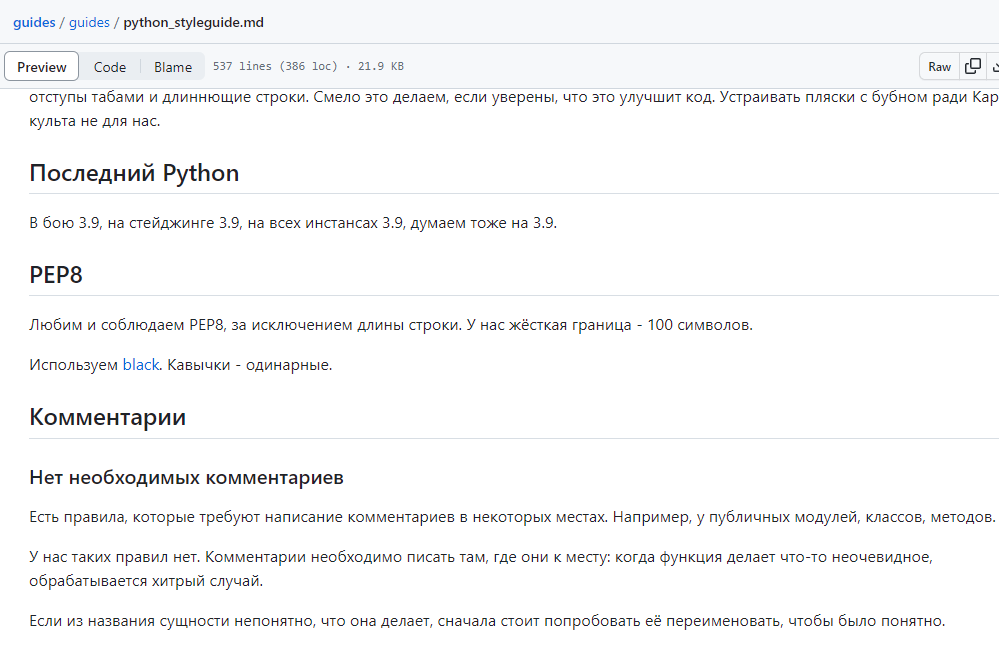 guides / guides / python_styleguide.md
Preview Code Blame 537 lines (386 loc) · 21.9 KB Raw
отступы табами и длиннющие строки. Смело это делаем, если уверены, что это улучшит код. Устраивать пляски с бубном ради Кар
культа не для нас.
Последний Python
В бою 3.9, на стейджинге 3.9, на всех инстансах 3.9, думаем тоже на 3.9.
PEP8
Любим и соблюдаем PEP8, за исключением длины строки. У нас жёсткая граница - 100 символов.
Используем black. Кавычки - одинарные.
Комментарии
Нет необходимых комментариев
Есть правила, которые требуют написание комментариев в некоторых местах. Например, у публичных модулей, классов, методов.
У нас таких правил нет. Комментарии необходимо писать там, где они к месту: когда функция делает что-то неочевидное,
обрабатывается хитрый случай.
Если из названия сущности непонятно, что она делает, сначала стоит попробовать её переименовать, чтобы было понятно.